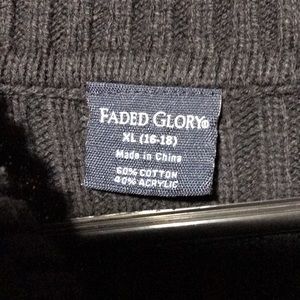 FADED GLORY®
XL (16-18)
Made in China
60% COTTON
40% ACRYLIC